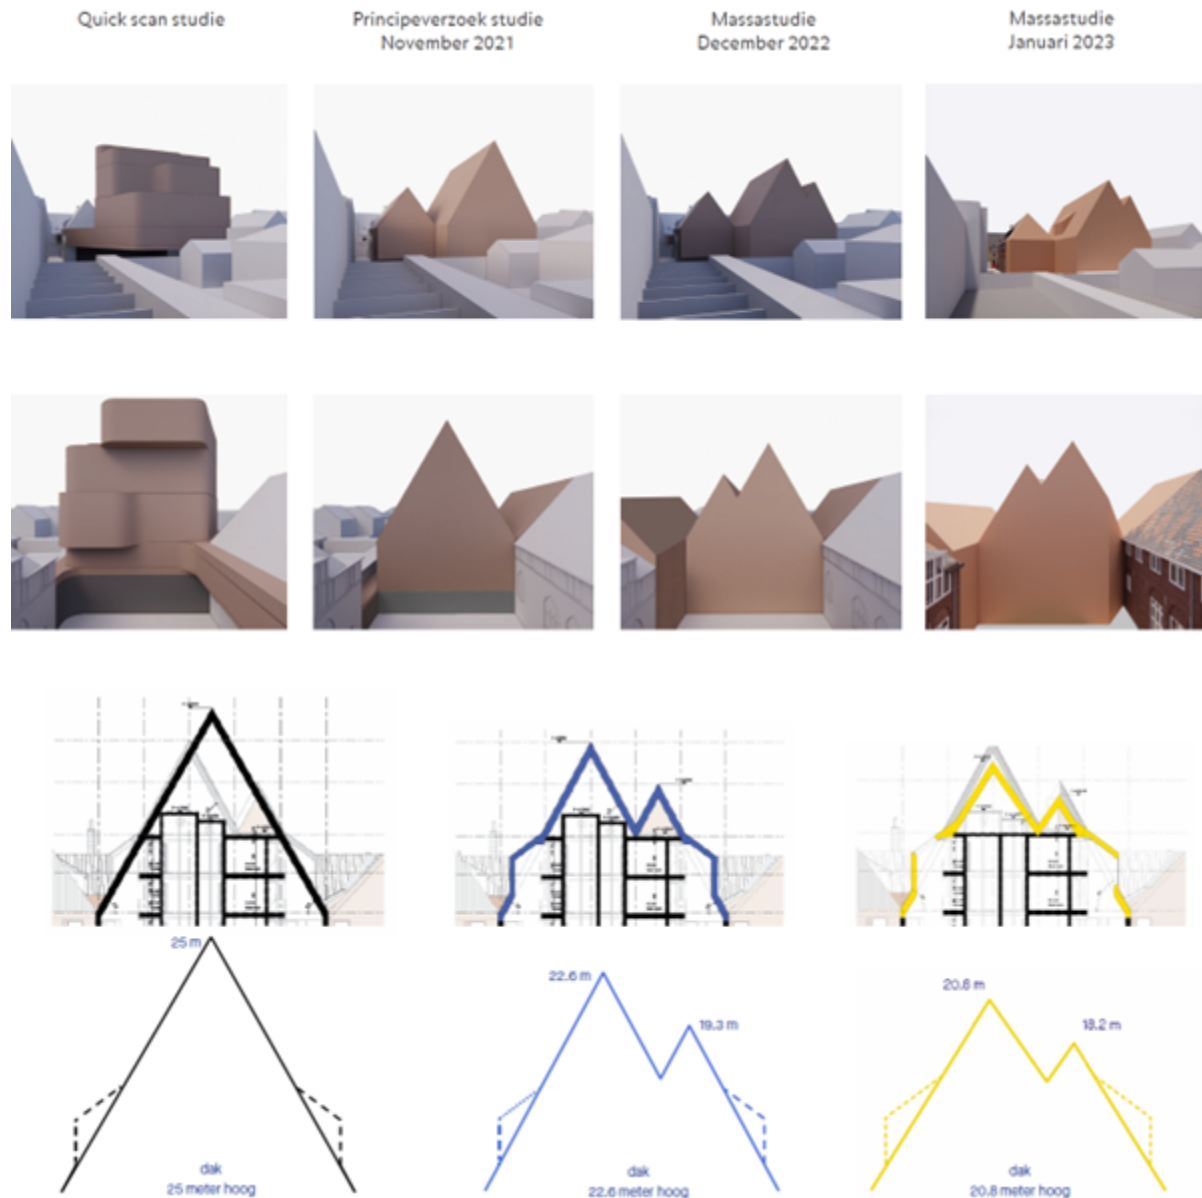 Quick scan studie
Principeverzoek studie
November 2021
Massastudie
December 2022
Massastudie
Januari 2023
25 m
22.6 m
19.3 m
20.8 m
18.2 m
dak
25 meter hoog
dak
22.6 meter hoog
dak
20.8 meter hoog